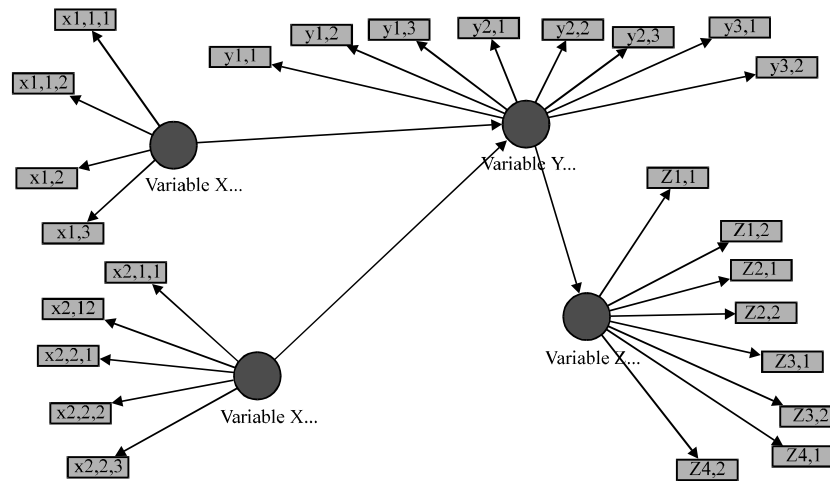 x1,1,1
x1,1,2
x1,2
x1,3
Variable X...
y1,1
y1,2
y1,3
y2,1
y2,2
y2,3
y3,1
y3,2
Variable Y...
x2,1,1
x2,12
x2,2,1
x2,2,2
x2,2,3
Variable X...
Z1,1
Z1,2
Z2,1
Z2,2
Z3,1
Z3,2
Z4,1
Z4,2
Variable Z...